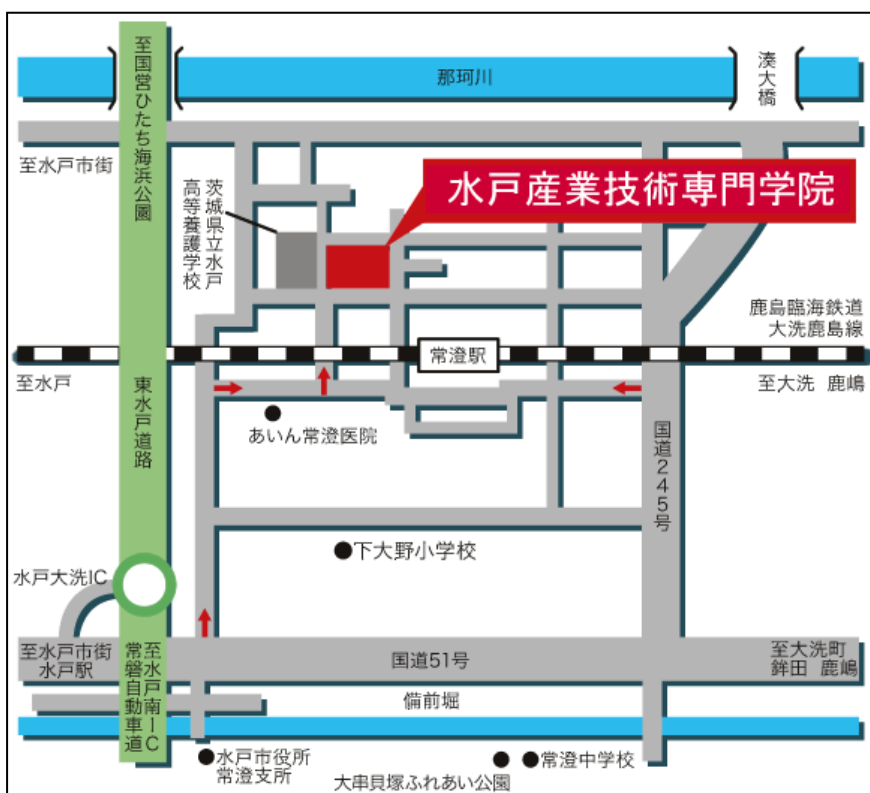 至国営ひたち海浜公園
那珂川
湊大橋
至水戸市街
茨城県立水戸
高等養護学校
水戸産業技術専門学院
鹿島臨海鉄道
大洗鹿島線
常澄駅
至水戸
至大洗 鹿嶋
東水戸道路
あいん常澄医院
国道245号
下大野小学校
水戸大洗IC
至水戸市街
水戸駅
至水戸南IC
常磐自動車道
国道51号
至大洗町
鉾田 鹿嶋
備前堀
水戸市役所
常澄支所
常澄中学校
大串貝塚ふれあい公園